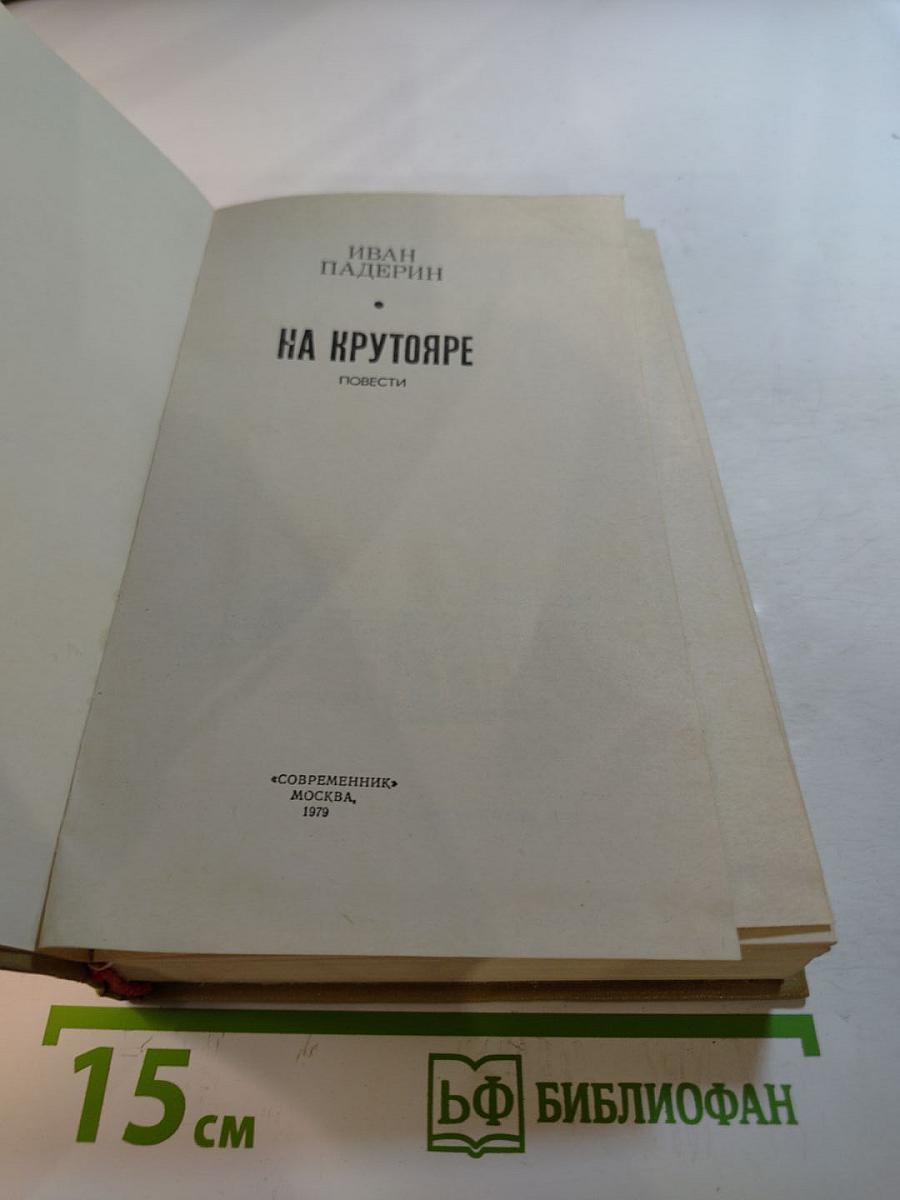 ИВАН
ПАДЕРИН
НА КРУТОЯРЕ
ПОВЕСТИ
«СОВРЕМЕННИК»
МОСКВА,
1979
15 см
ЬФ БИБЛИОФАН